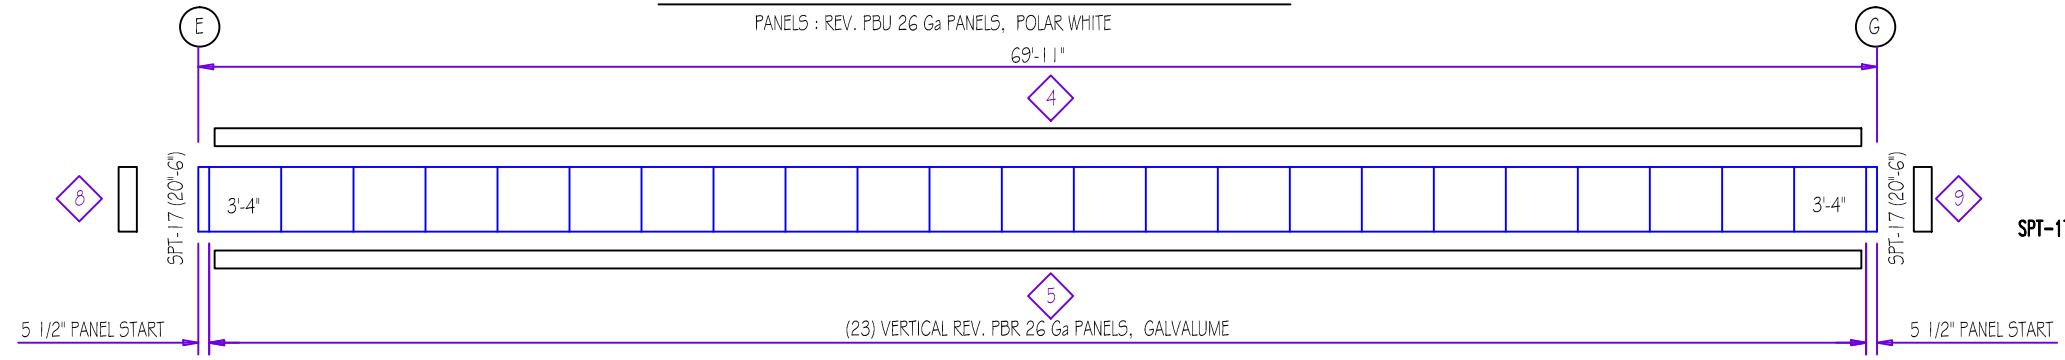 PANELS : REV. PBU 26 Ga PANELS, POLAR WHITE
E
G
69'-11"
4
8
SPT-17 (20"-6")
3'-4"
3'-4"
SPT-17 (20"-6")
9
SPT-17
5
5 1/2" PANEL START
(23) VERTICAL REV. PBR 26 Ga PANELS, GALVALUME
5 1/2" PANEL START